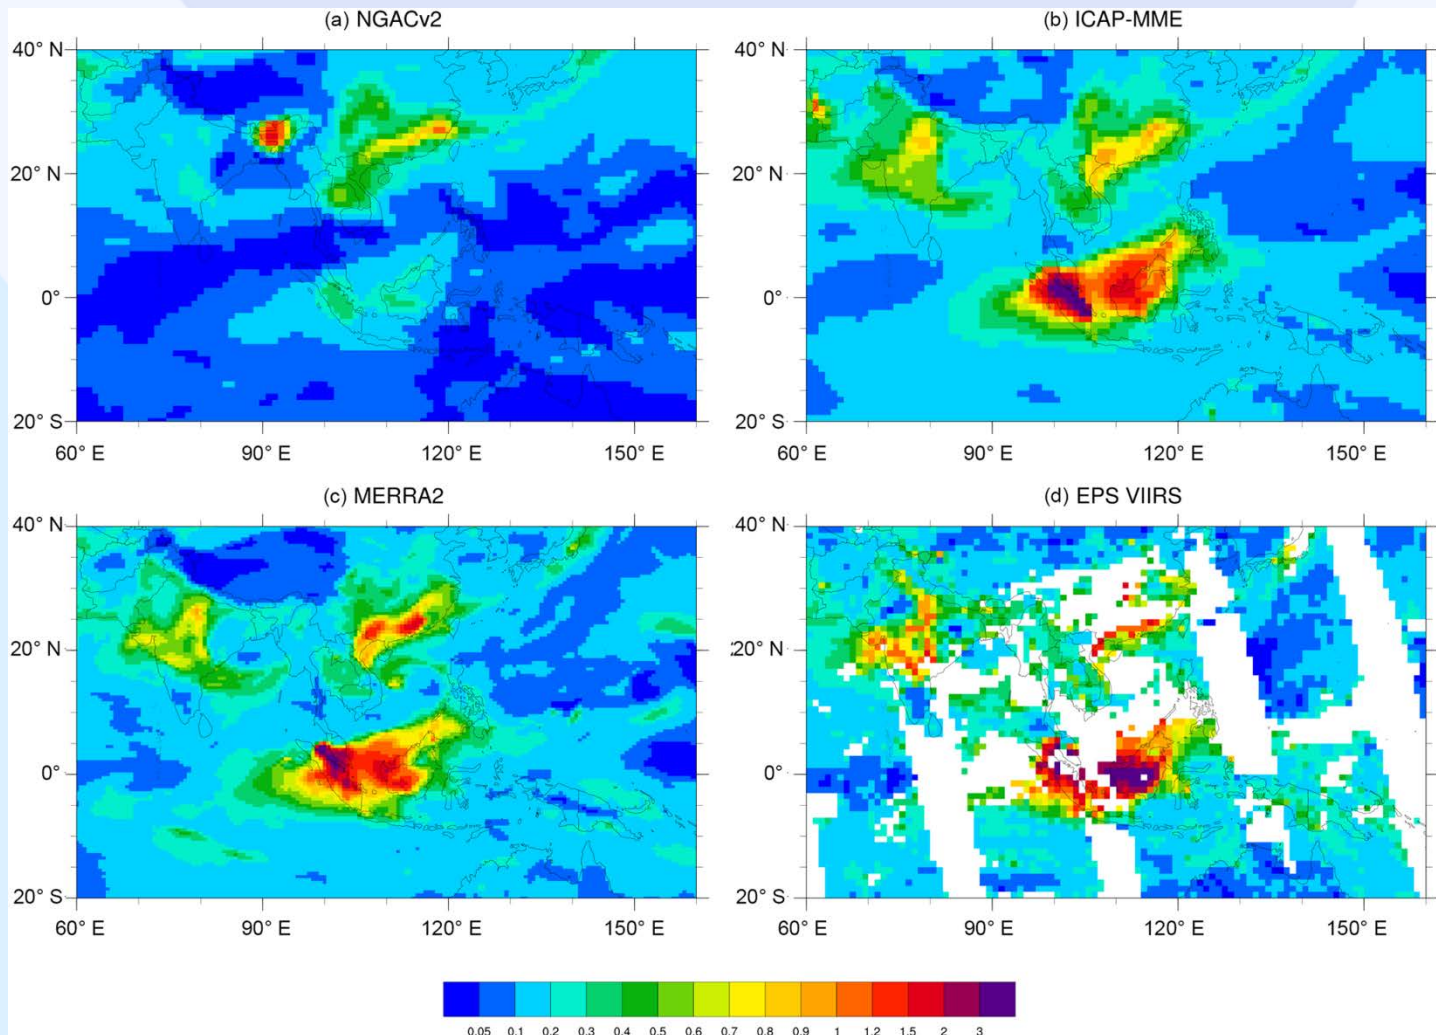 (a) NGACv2
(b) ICAP-MME
40° N
40° N
20° N
20° N
0°
0°
20° S
20° S
60° E 90° E 120° E 150° E
60° E 90° E 120° E 150° E
(c) MERRA2
(d) EPS VIIRS
40° N
40° N
20° N
20° N
0°
0°
20° S
20° S
60° E 90° E 120° E 150° E
60° E 90° E 120° E 150° E
0.05 0.1 0.2 0.3 0.4 0.5 0.6 0.7 0.8 0.9 1 1.2 1.5 2 3